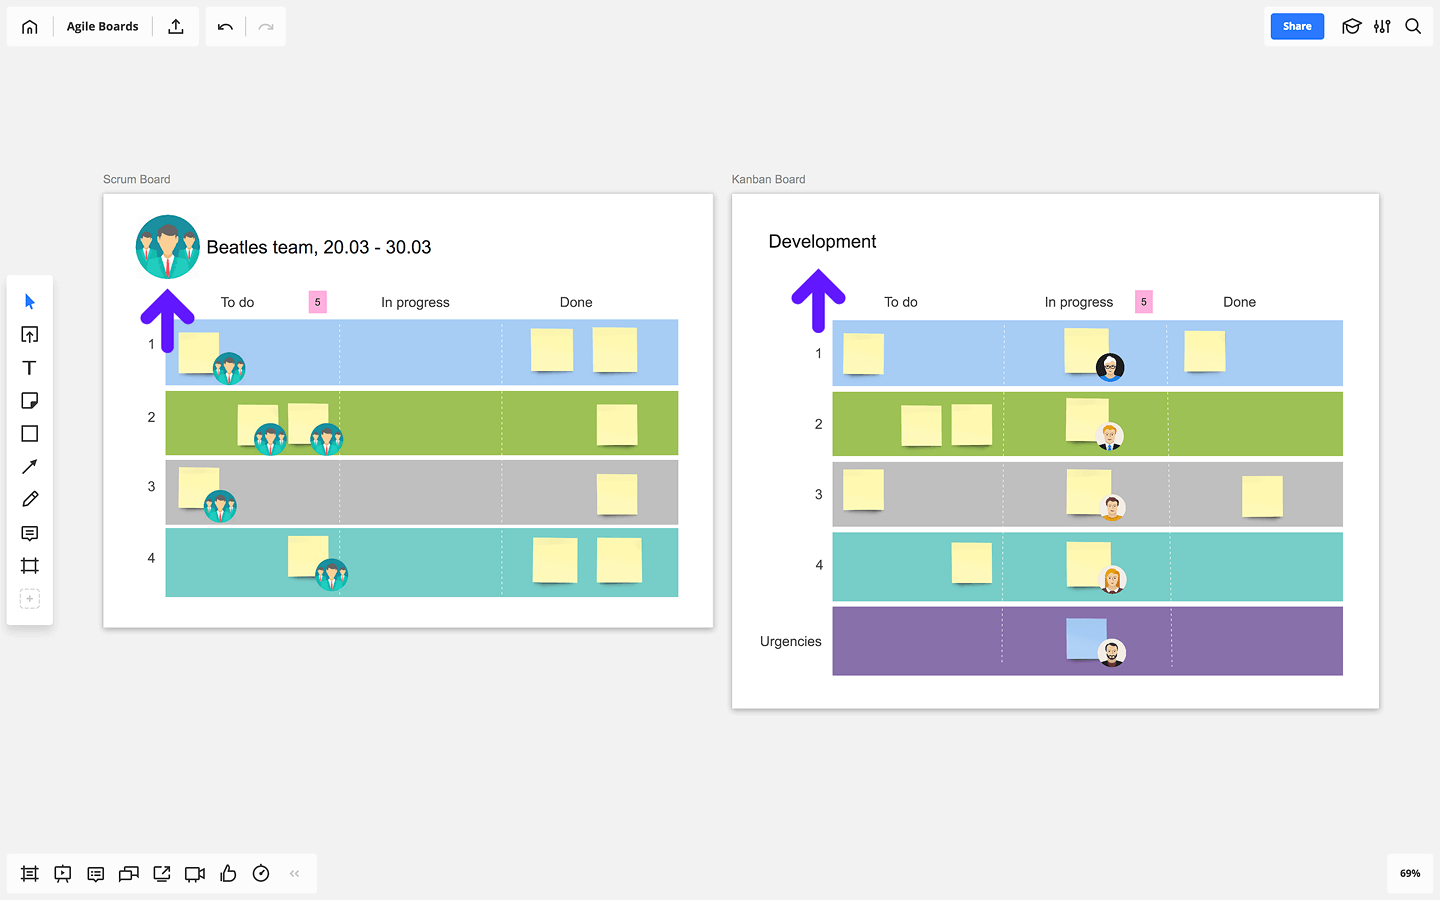 Agile Boards
Share
Scrum Board
Beatles team, 20.03 - 30.03
To do 5 In progress Done
1
2
3
4
Kanban Board
Development
To do In progress 5 Done
1
2
3
4
Urgencies
69%